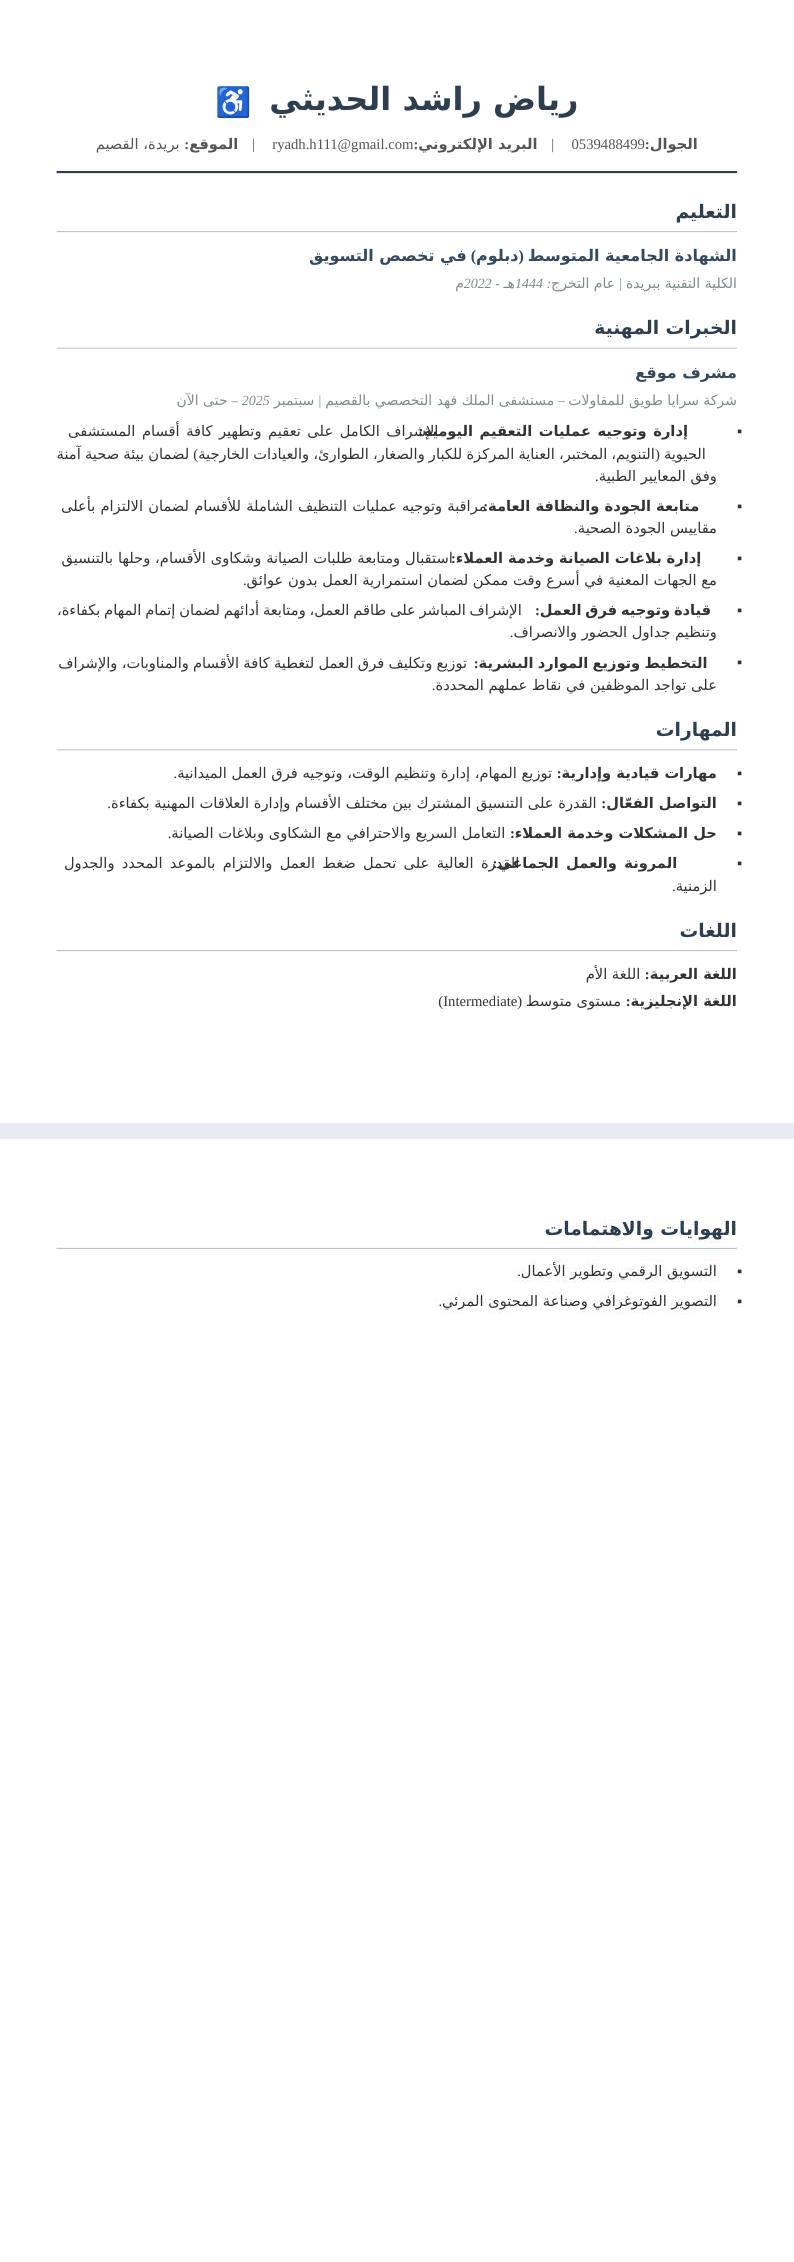 رياض راشد الحديثي ♿
الجوال:0539488499 | البريد الإلكتروني:ryadh.h111@gmail.com | الموقع: بريدة، القصيم
التعليم
الشهادة الجامعية المتوسط (دبلوم) في تخصص التسويق
الكلية التقنية ببريدة | عام التخرج: 1444هـ - 2022م
الخبرات المهنية
مشرف موقع
شركة سرايا طويق للمقاولات – مستشفى الملك فهد التخصصي بالقصيم | سبتمبر 2025 – حتى الآن
▪ إدارة وتوجيه عمليات التعقيم اليومية: الإشراف الكامل على تعقيم وتطهير كافة أقسام المستشفى
الحيوية (التنويم، المختبر، العناية المركزة للكبار والصغار، الطوارئ، والعيادات الخارجية) لضمان بيئة صحية آمنة
وفق المعايير الطبية.
▪ متابعة الجودة والنظافة العامة: مراقبة وتوجيه عمليات التنظيف الشاملة للأقسام لضمان الالتزام بأعلى
مقاييس الجودة الصحية.
▪ إدارة بلاغات الصيانة وخدمة العملاء: استقبال ومتابعة طلبات الصيانة وشكاوى الأقسام، وحلها بالتنسيق
مع الجهات المعنية في أسرع وقت ممكن لضمان استمرارية العمل بدون عوائق.
▪ قيادة وتوجيه فرق العمل: الإشراف المباشر على طاقم العمل، ومتابعة أدائهم لضمان إتمام المهام بكفاءة،
وتنظيم جداول الحضور والانصراف.
▪ التخطيط وتوزيع الموارد البشرية: توزيع وتكليف فرق العمل لتغطية كافة الأقسام والمناوبات، والإشراف
على تواجد الموظفين في نقاط عملهم المحددة.
المهارات
▪ مهارات قيادية وإدارية: توزيع المهام، إدارة وتنظيم الوقت، وتوجيه فرق العمل الميدانية.
▪ التواصل الفعّال: القدرة على التنسيق المشترك بين مختلف الأقسام وإدارة العلاقات المهنية بكفاءة.
▪ حل المشكلات وخدمة العملاء: التعامل السريع والاحترافي مع الشكاوى وبلاغات الصيانة.
▪ المرونة والعمل الجماعي: القدرة العالية على تحمل ضغط العمل والالتزام بالموعد المحدد والجدول
الزمنية.
اللغات
اللغة العربية: اللغة الأم
اللغة الإنجليزية: مستوى متوسط (Intermediate)
الهوايات والاهتمامات
▪ التسويق الرقمي وتطوير الأعمال.
▪ التصوير الفوتوغرافي وصناعة المحتوى المرئي.